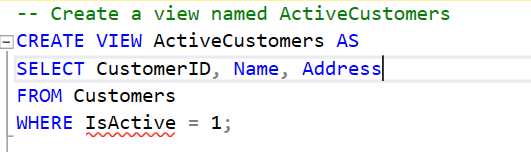 -- Create a view named ActiveCustomers
CREATE VIEW ActiveCustomers AS
SELECT CustomerID, Name, Address
FROM Customers
WHERE IsActive = 1;